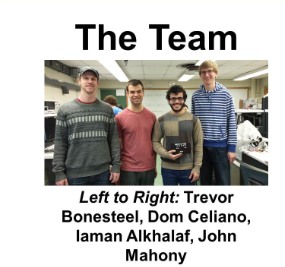 The Team
Left to Right: Trevor
Bonesteel, Dom Celiano,
Iaman Alkhalaf, John
Mahony